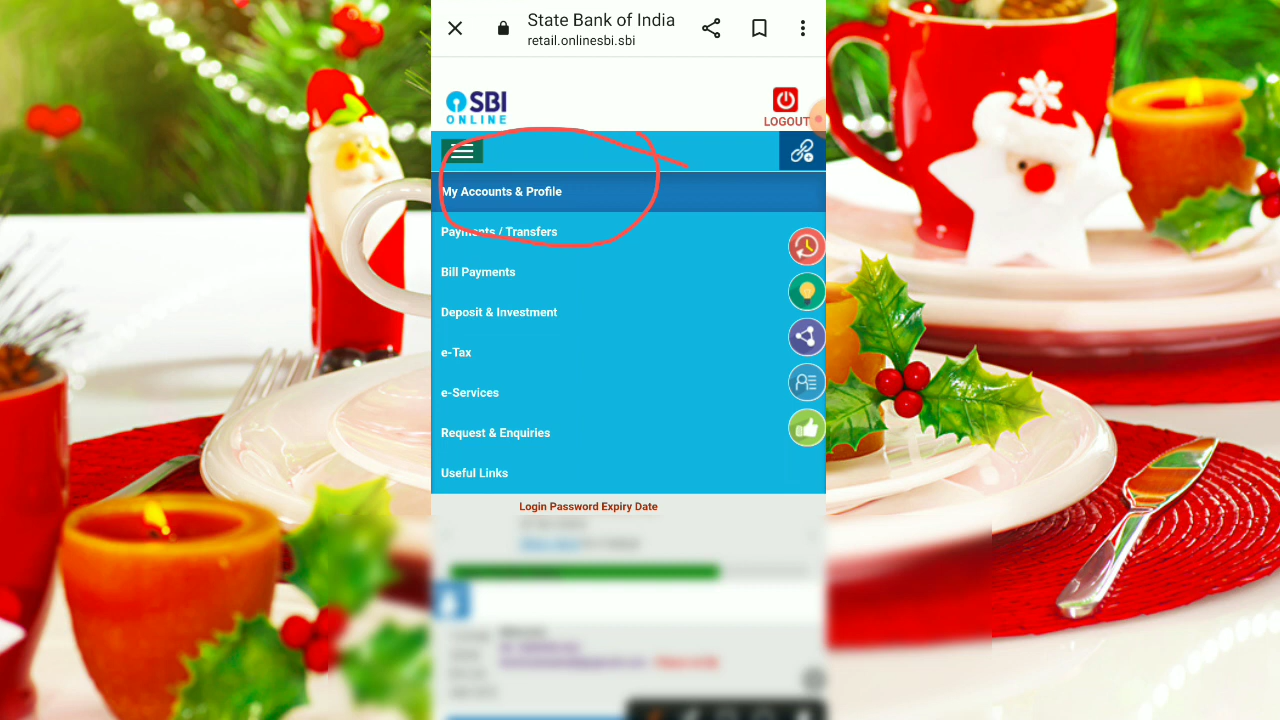 State Bank of India
retail.onlinesbi.sbi
SBI
ONLINE
LOGOUT
My Accounts & Profile
Payments / Transfers
Bill Payments
Deposit & Investment
e-Tax
e-Services
Request & Enquiries
Useful Links
Login Password Expiry Date